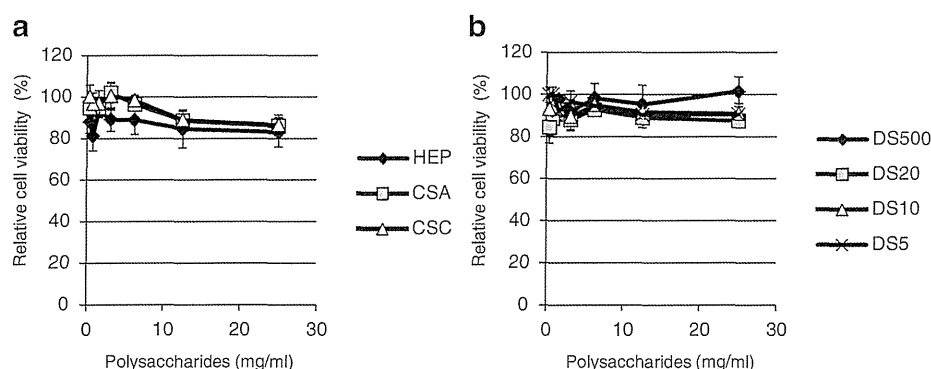 a
120
100
80
60
40
20
0
Relative cell viability (%)
0 10 20 30
Polysaccharides (mg/ml)
HEP
CSA
CSC
b
120
100
80
60
40
20
0
Relative cell viability (%)
0 10 20 30
Polysaccharides (mg/ml)
DS500
DS20
DS10
DS5